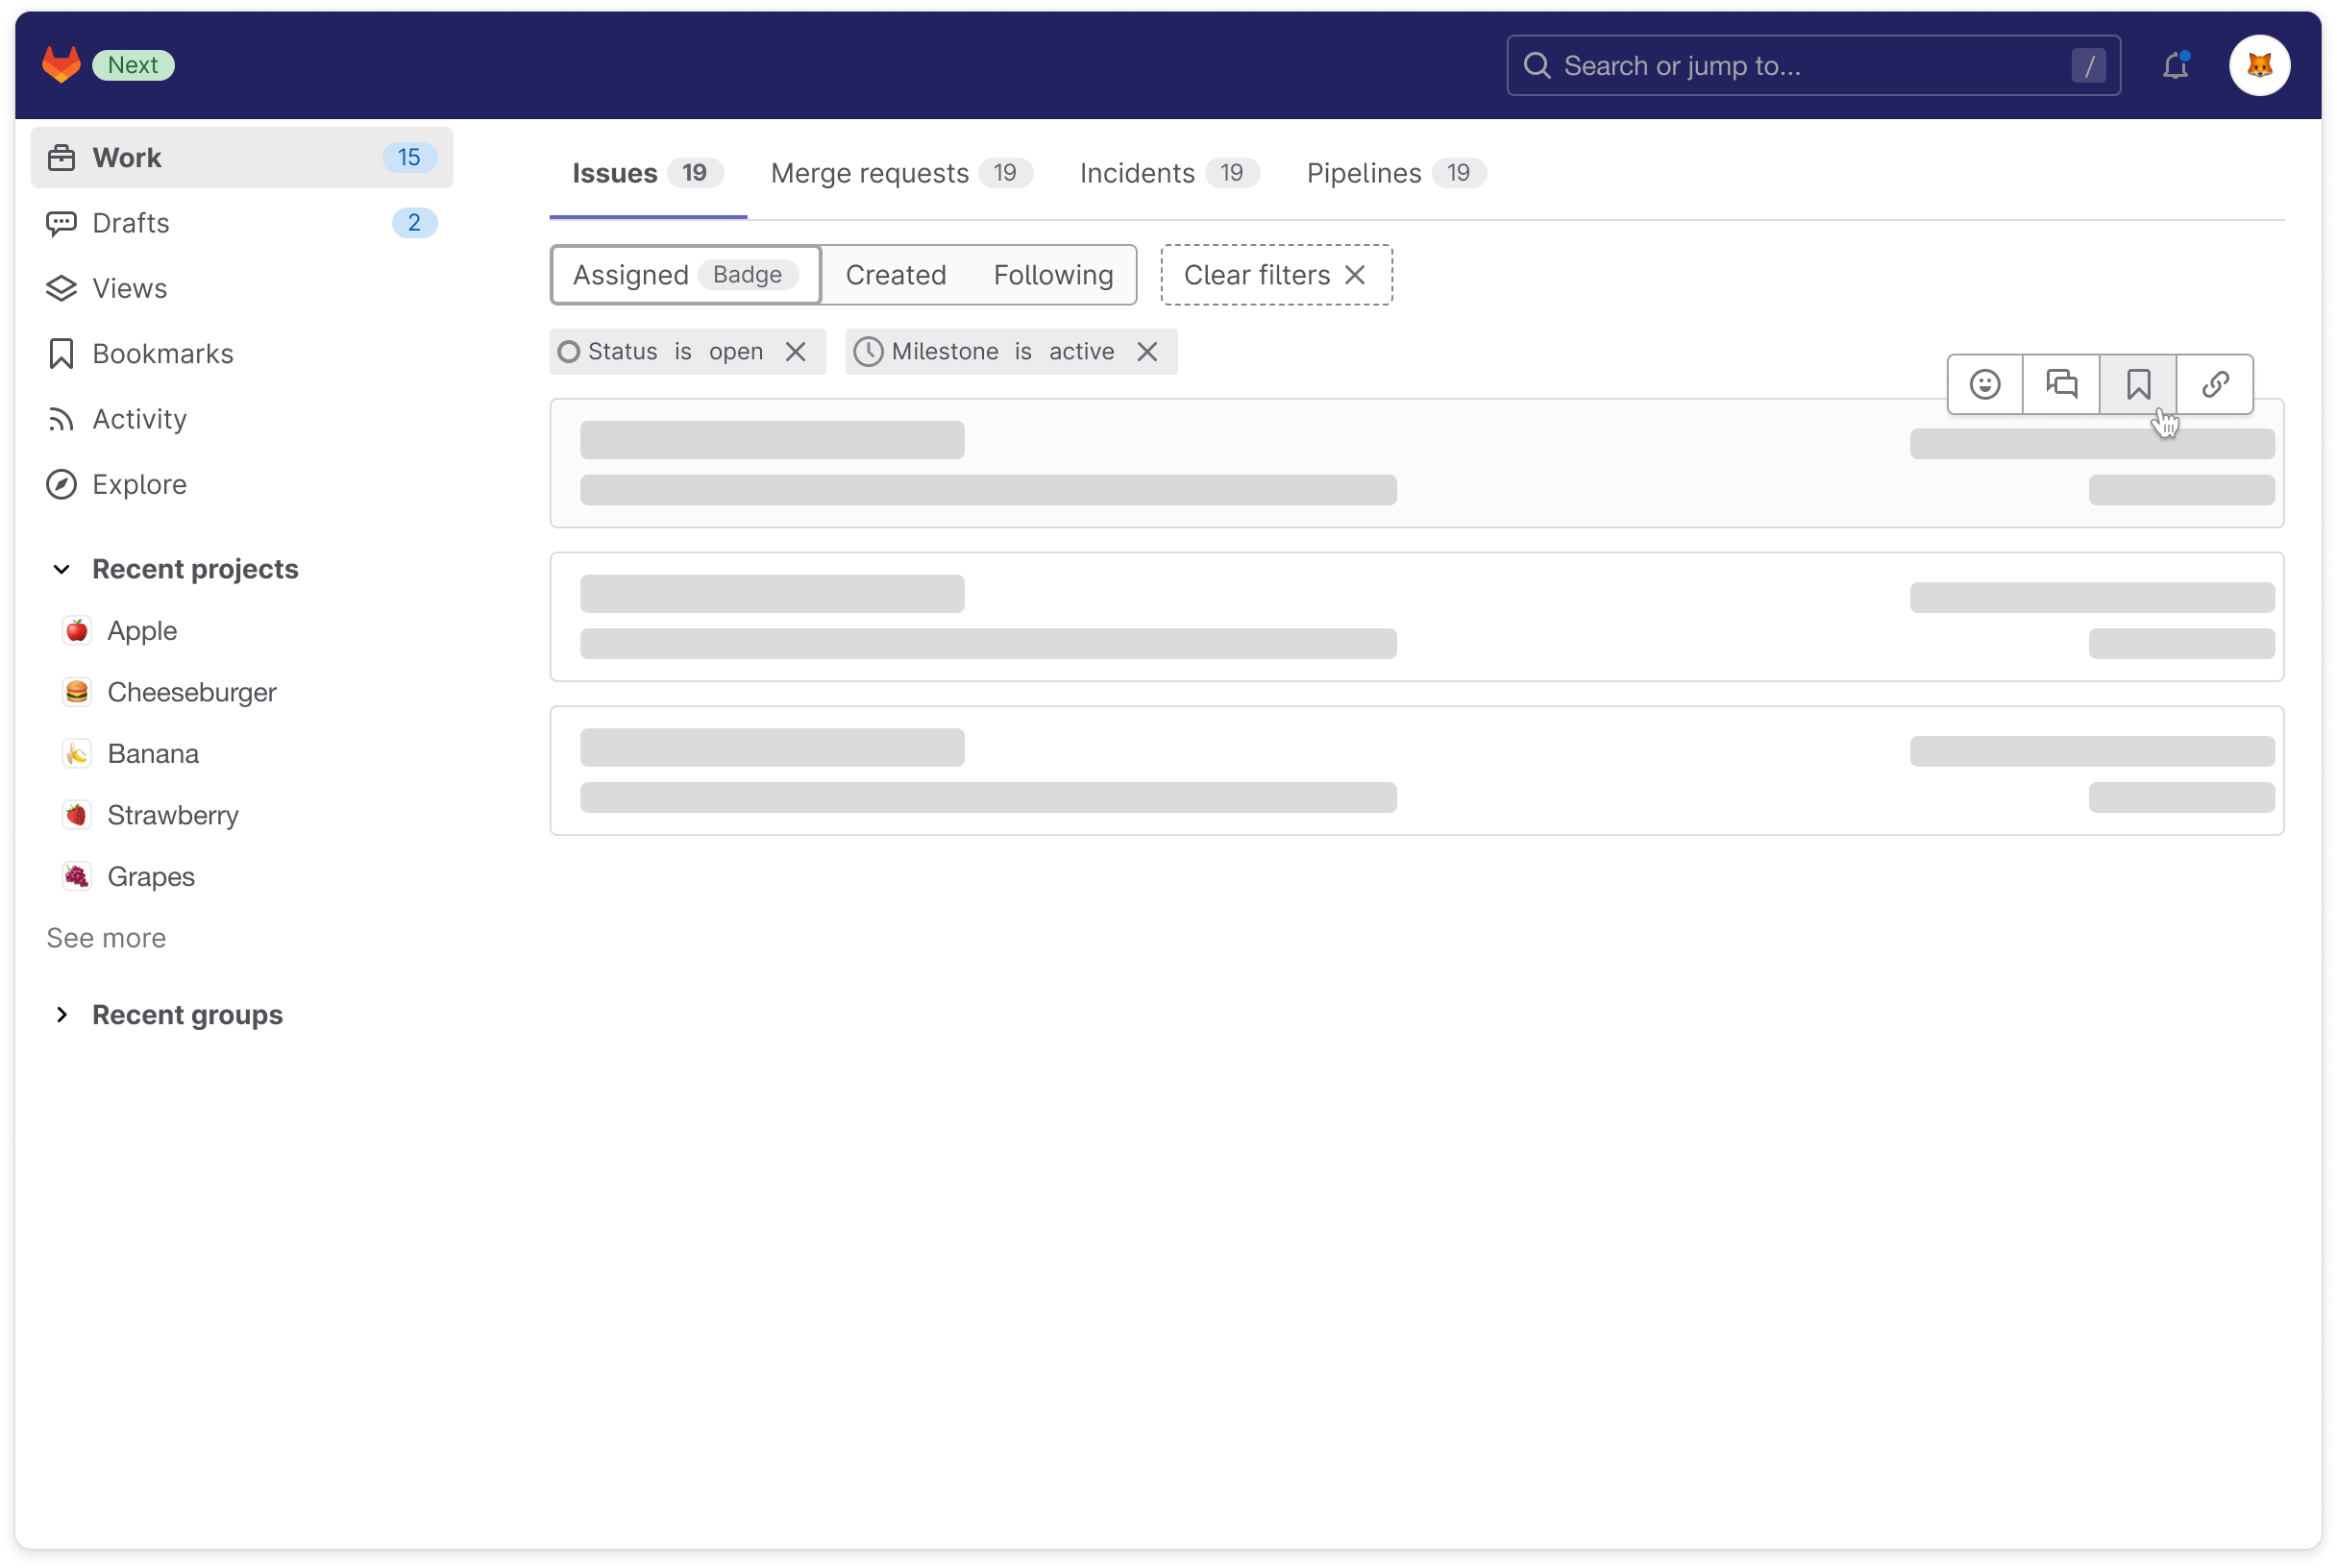 Next
Search or jump to... /
Work 15
Drafts 2
Views
Bookmarks
Activity
Explore
Recent projects
Apple
Cheeseburger
Banana
Strawberry
Grapes
See more
Recent groups
Issues 19 Merge requests 19 Incidents 19 Pipelines 19
Assigned Badge Created Following Clear filters
Status is open Milestone is active